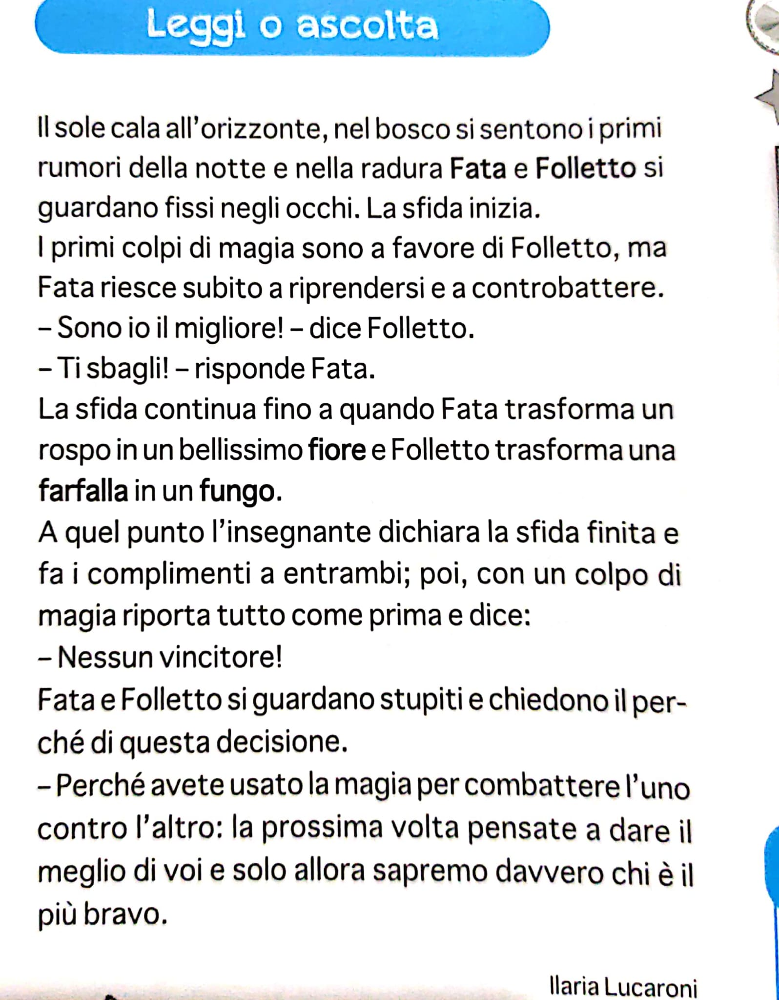 Leggi o ascolta
Il sole cala all’orizzonte, nel bosco si sentono i primi
rumori della notte e nella radura Fata e Folletto si
guardano fissi negli occhi. La sfida inizia.
I primi colpi di magia sono a favore di Folletto, ma
Fata riesce subito a riprendersi e a controbattere.
– Sono io il migliore! – dice Folletto.
– Ti sbagli! – risponde Fata.
La sfida continua fino a quando Fata trasforma un
rospo in un bellissimo fiore e Folletto trasforma una
farfalla in un fungo.
A quel punto l’insegnante dichiara la sfida finita e
fa i complimenti a entrambi; poi, con un colpo di
magia riporta tutto come prima e dice:
– Nessun vincitore!
Fata e Folletto si guardano stupiti e chiedono il per-
ché di questa decisione.
– Perché avete usato la magia per combattere l’uno
contro l’altro: la prossima volta pensate a dare il
meglio di voi e solo allora sapremo davvero chi è il
più bravo.
Ilaria Lucaroni